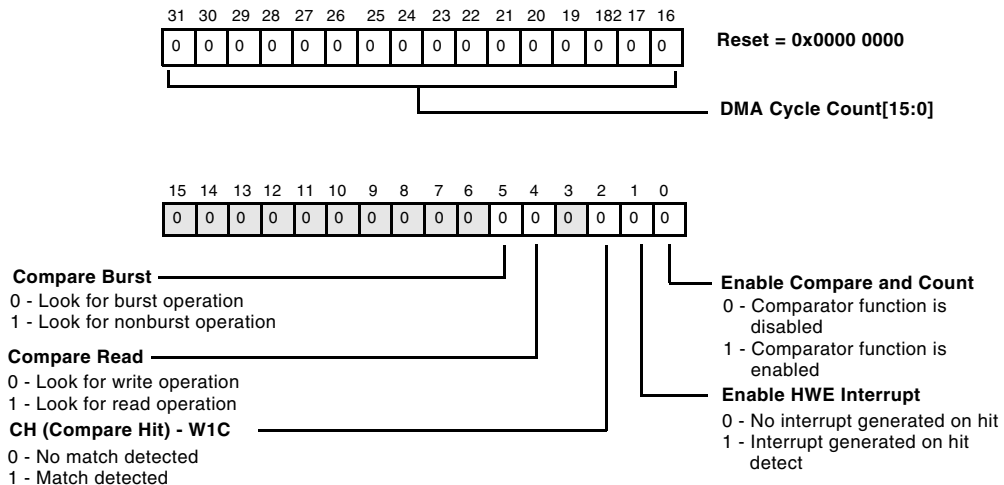 31 30 29 28 27 26 25 24 23 22 21 20 19 182 17 16
0 0 0 0 0 0 0 0 0 0 0 0 0 0 0 0
Reset = 0x0000 0000
DMA Cycle Count[15:0]
15 14 13 12 11 10 9 8 7 6 5 4 3 2 1 0
0 0 0 0 0 0 0 0 0 0 0 0 0 0 0 0
Compare Burst
0 - Look for burst operation
1 - Look for nonburst operation
Compare Read
0 - Look for write operation
1 - Look for read operation
CH (Compare Hit) - W1C
0 - No match detected
1 - Match detected
Enable Compare and Count
0 - Comparator function is
disabled
1 - Comparator function is
enabled
Enable HWE Interrupt
0 - No interrupt generated on hit
1 - Interrupt generated on hit
detect